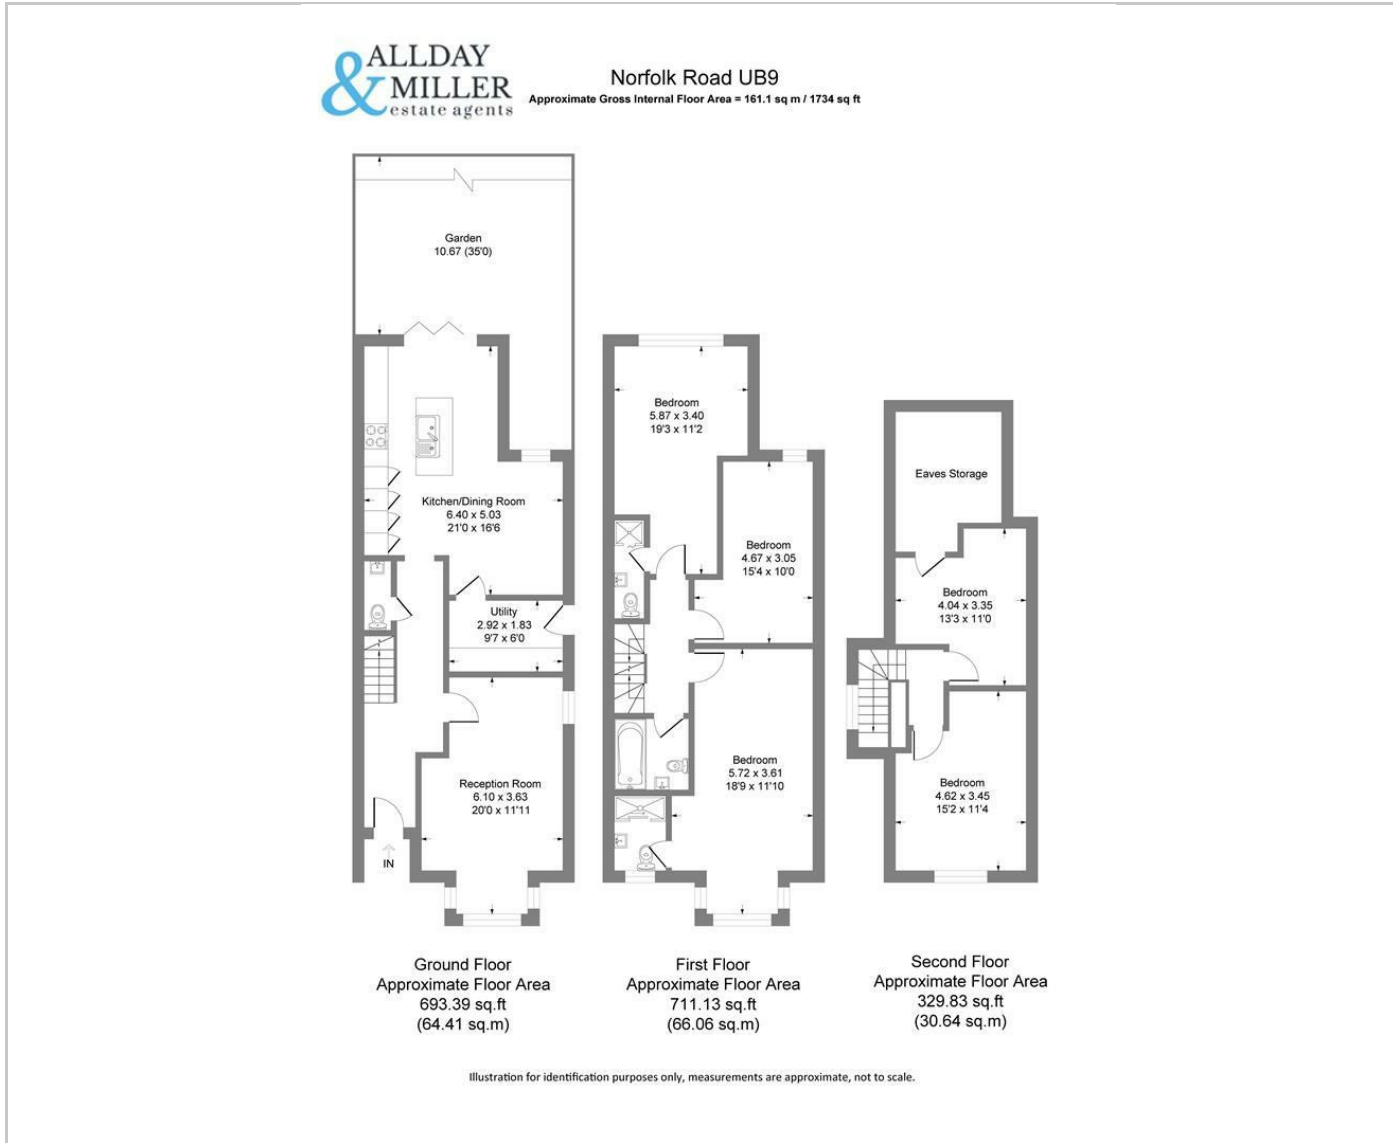 ALLDAY
& MILLER
estate agents
Norfolk Road UB9
Approximate Gross Internal Floor Area = 161.1 sq m / 1734 sq ft
Garden
10.67 (35'0)
Kitchen/Dining Room
6.40 x 5.03
21'0 x 16'6
Utility
2.92 x 1.83
9'7 x 6'0
Reception Room
6.10 x 3.63
20'0 x 11'11
IN
Ground Floor
Approximate Floor Area
693.39 sq.ft
(64.41 sq.m)
Bedroom
5.87 x 3.40
19'3 x 11'2
Bedroom
4.67 x 3.05
15'4 x 10'0
Bedroom
5.72 x 3.61
18'9 x 11'10
First Floor
Approximate Floor Area
711.13 sq.ft
(66.06 sq.m)
Eaves Storage
Bedroom
4.04 x 3.35
13'3 x 11'0
Bedroom
4.62 x 3.45
15'2 x 11'4
Second Floor
Approximate Floor Area
329.83 sq.ft
(30.64 sq.m)
Illustration for identification purposes only, measurements are approximate, not to scale.